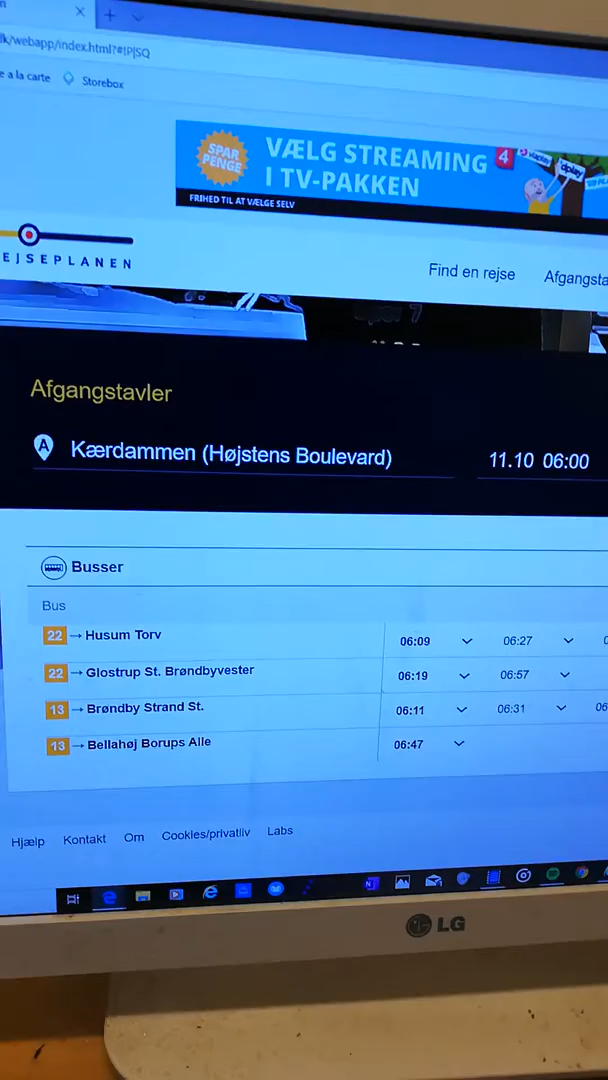 lk/webapp/index.html?#!P|SQ
e a la carte Storebox
SPAR PENGE
VÆLG STREAMING
I TV-PAKKEN
4 viaplay dplay
FRIHED TIL AT VÆLGE SELV
EJSEPLANEN
Find en rejse Afgangsta
Afgangstavler
A Kærdammen (Højstens Boulevard) 11.10 06:00
Busser
Bus
22 → Husum Torv 06:09 06:27
22 → Glostrup St. Brøndbyvester 06:19 06:57
13 → Brøndby Strand St. 06:11 06:31 06
13 → Bellahøj Borups Alle 06:47
Hjælp Kontakt Om Cookies/privatliv Labs
LG